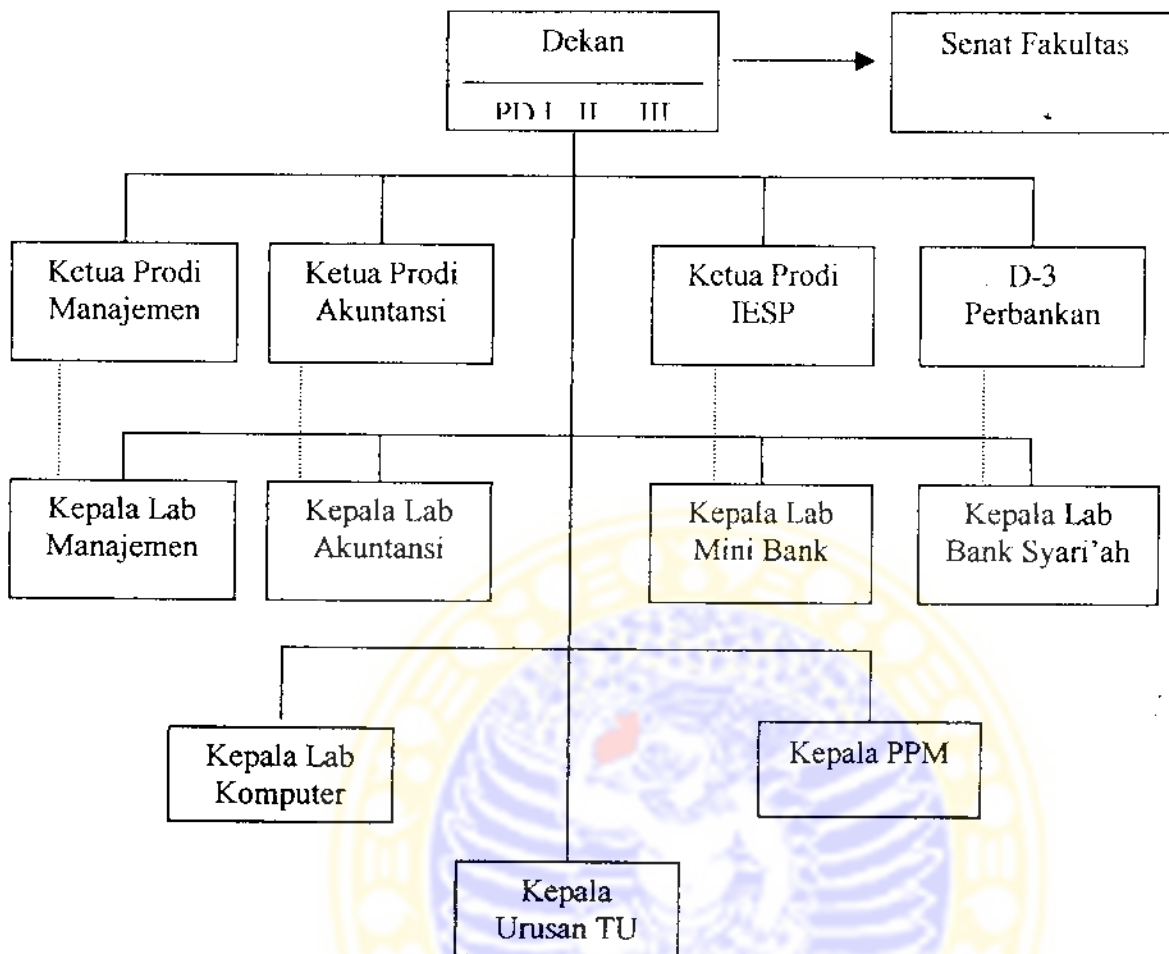 Dekan
PD I II III
Senat Fakultas
Ketua Prodi
Manajemen
Ketua Prodi
Akuntansi
Ketua Prodi
IESP
D-3
Perbankan
Kepala Lab
Manajemen
Kepala Lab
Akuntansi
Kepala Lab
Mini Bank
Kepala Lab
Bank Syari'ah
Kepala Lab
Komputer
Kepala PPM
Kepala
Urusan TU